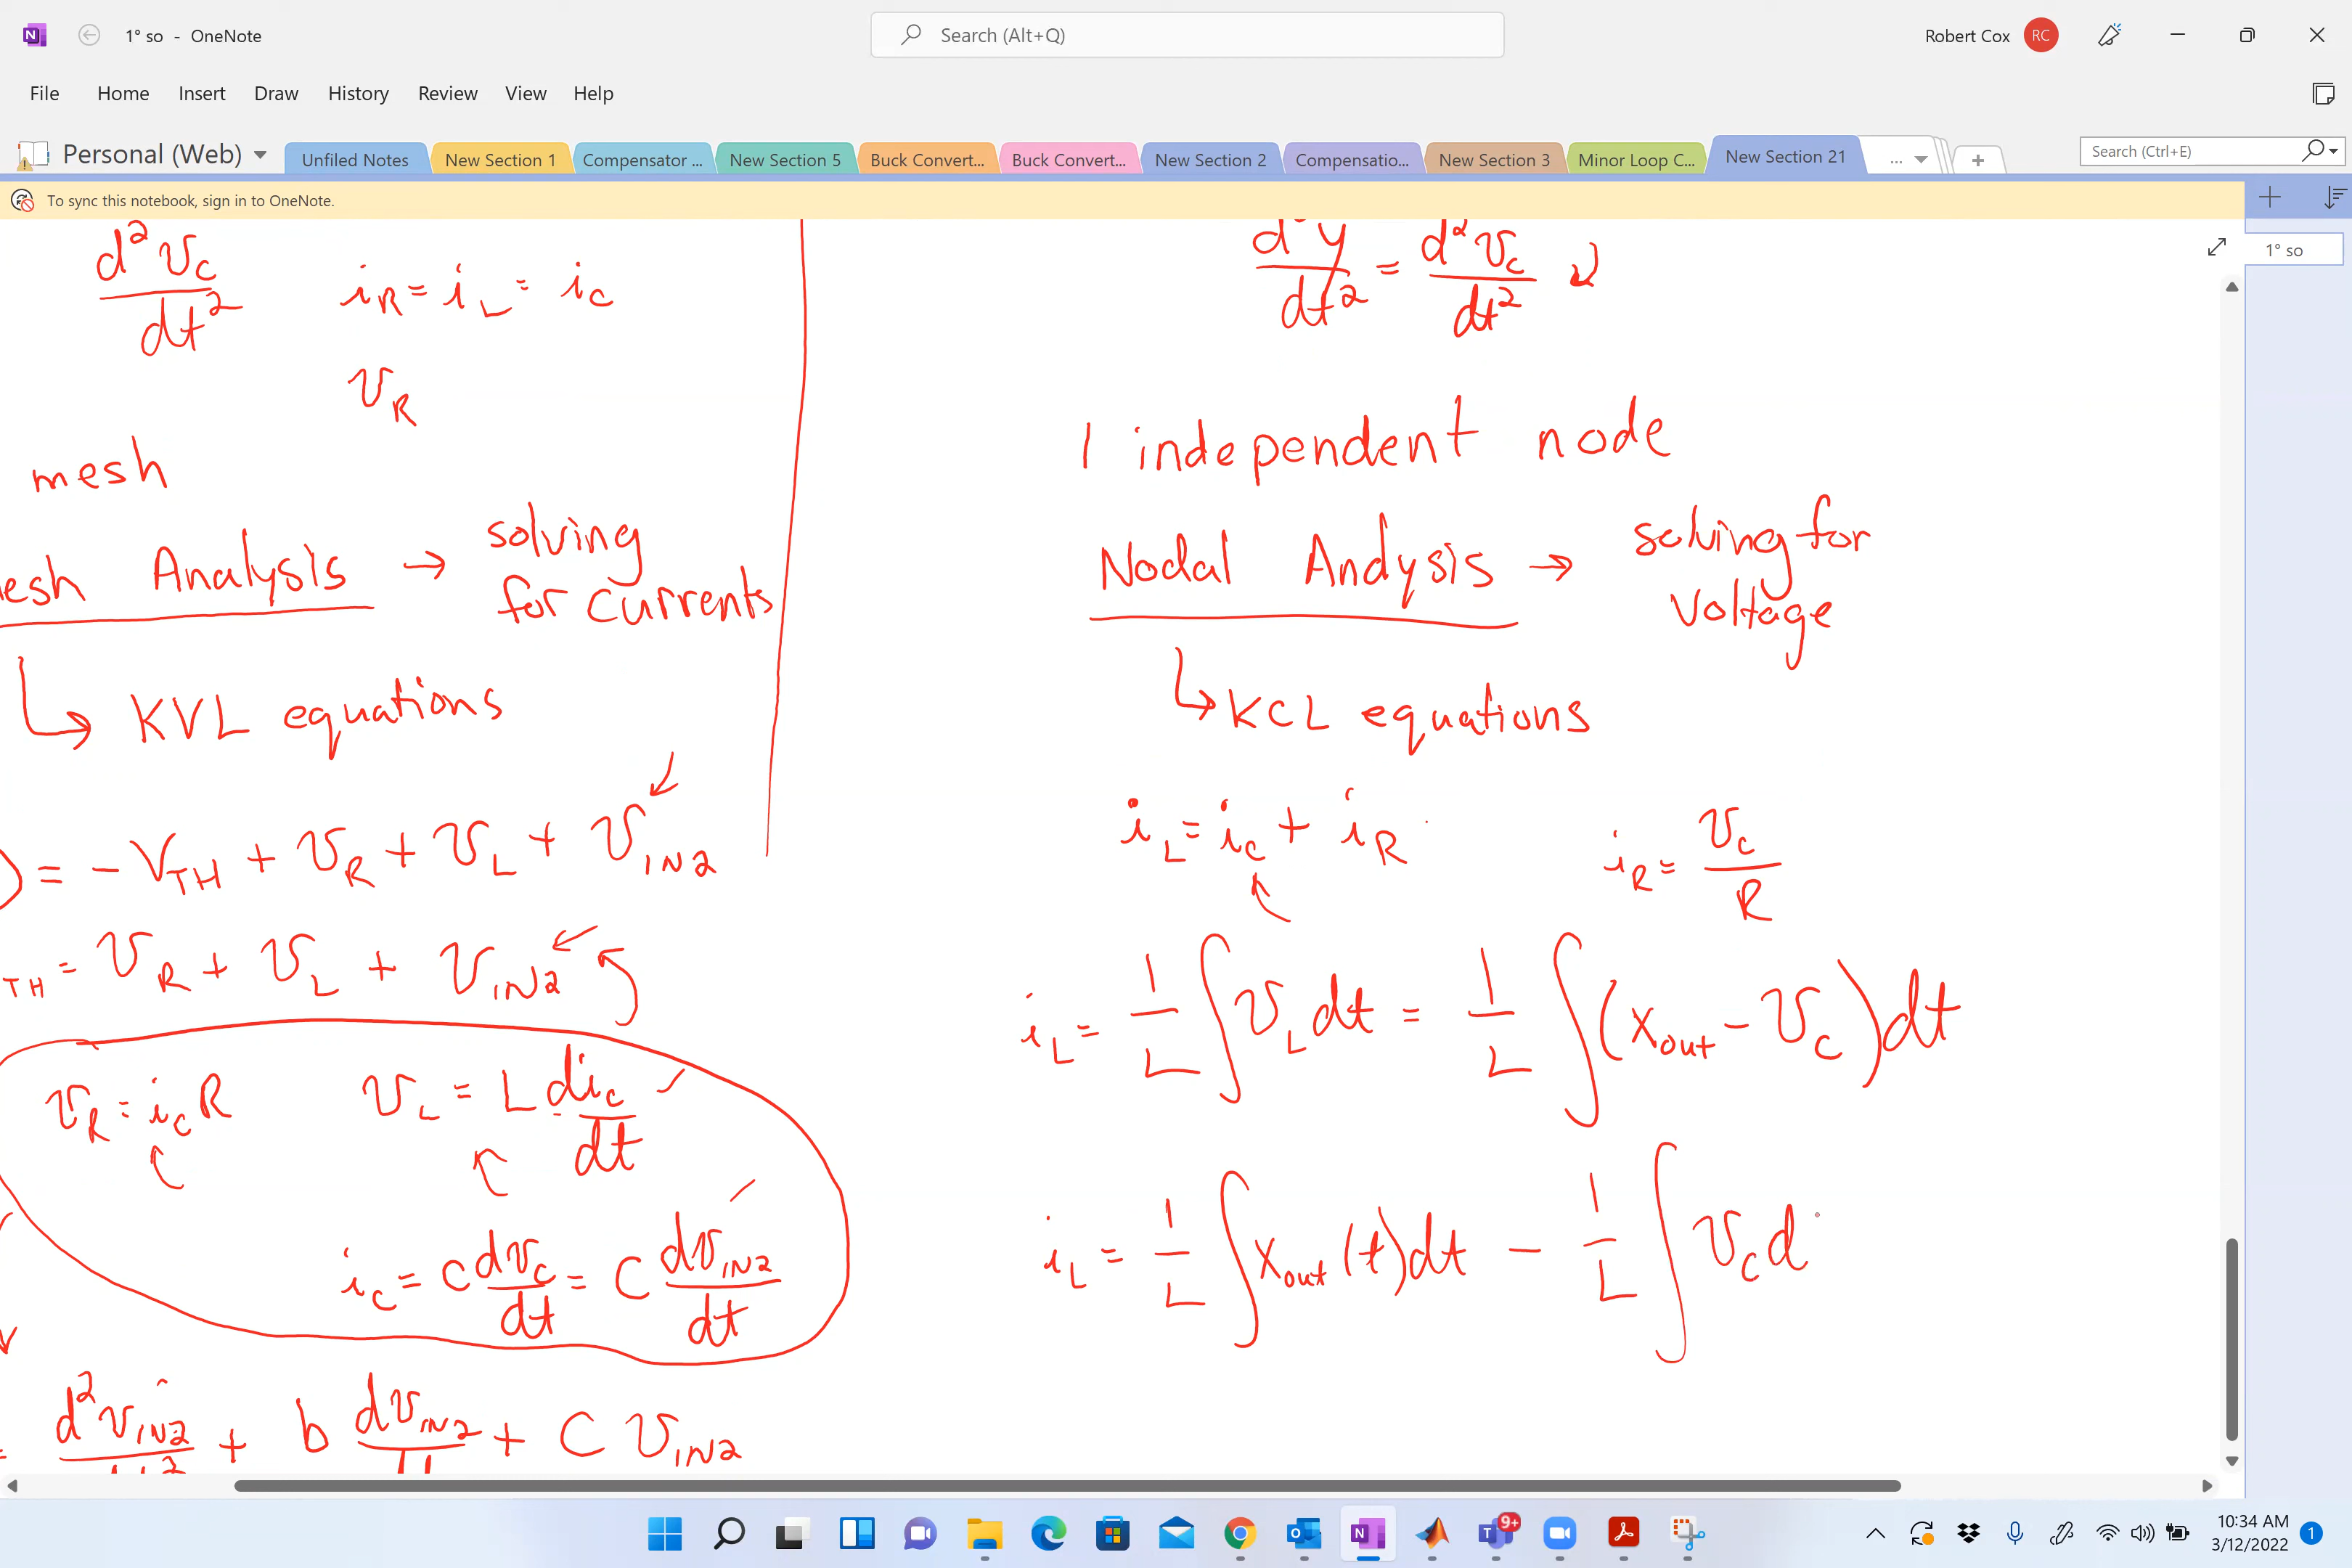 1° so - OneNote
Search (Alt+Q)
Robert Cox RC
File Home Insert Draw History Review View Help
Personal (Web)
Unfiled Notes
New Section 1
Compensator ...
New Section 5
Buck Convert...
Buck Convert...
New Section 2
Compensatio...
New Section 3
Minor Loop C...
New Section 21
...
+
Search (Ctrl+E)
To sync this notebook, sign in to OneNote.
1° so
d²v_C/dt²
i_R = i_L = i_C
v_R
mesh
esh Analysis → solving for currents
↳ KVL equations
= -V_TH + v_R + v_L + v_IN2
TH = v_R + v_L + v_IN2
v_R = i_C R
v_L = L di_C/dt
i_C = C dv_C/dt = C dv_IN2/dt
d²v_IN2 + b dv_IN2 + C v_IN2
d²y/dt² = d²v_C/dt²
1 independent node
Nodal Analysis → solving for voltage
↳ KCL equations
i_L = i_C + i_R
i_R = v_C/R
i_L = 1/L ∫ v_L dt = 1/L ∫ (x_out - v_C) dt
i_L = 1/L ∫ x_out (t) dt - 1/L ∫ v_C d
9+
10:34 AM
3/12/2022
1